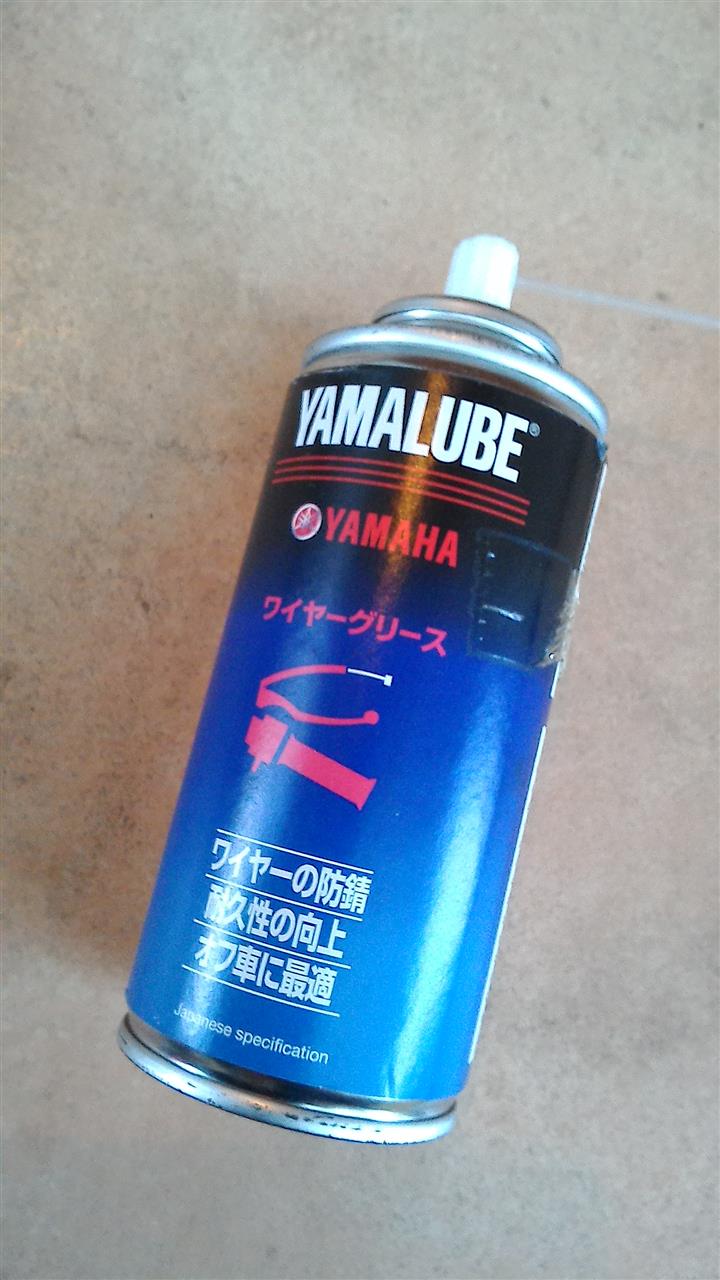 YAMALUBE®
YAMAHA
ワイヤーグリース
ワイヤーの防錆
耐久性の向上
オフ車に最適
Japanese specification